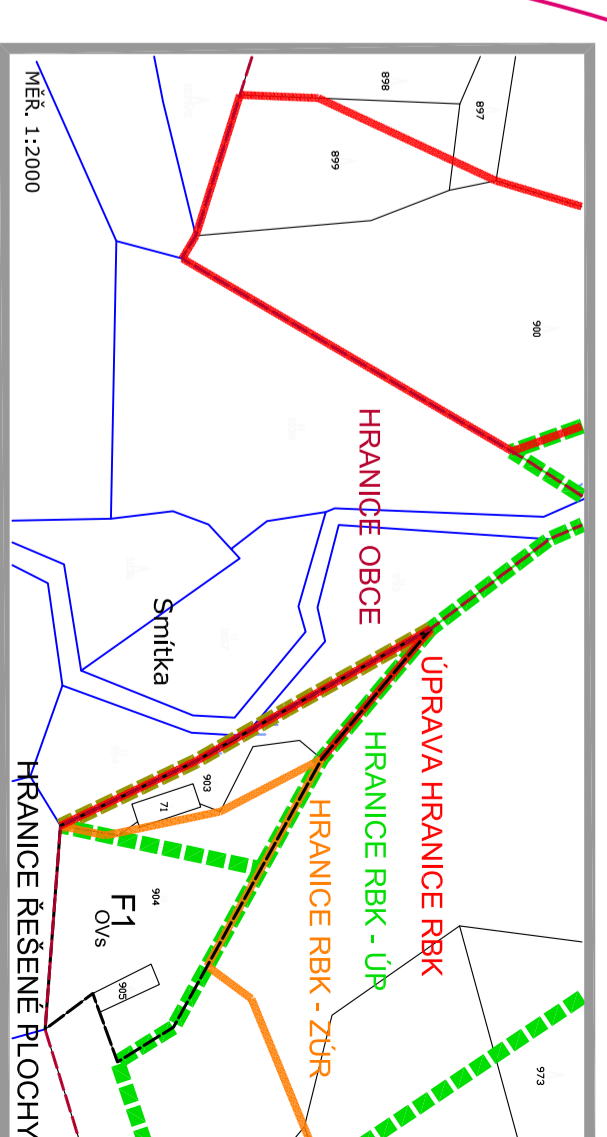 MĚŘ. 1:2000
898
897
899
900
HRANICE OBCE
Smítka
ÚPRAVA HRANICE RBK
HRANICE RBK - ÚP
HRANICE RBK - ZÚR
903
71
904
F1
OVs
905
973
HRANICE ŘEŠENÉ PLOCHY